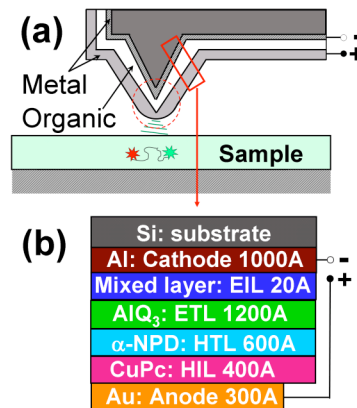 (a)
-
+
Metal
Organic
Sample
(b)
Si: substrate
Al: Cathode 1000A
-
+
Mixed layer: EIL 20A
AlQ₃: ETL 1200A
α-NPD: HTL 600A
CuPc: HIL 400A
Au: Anode 300A